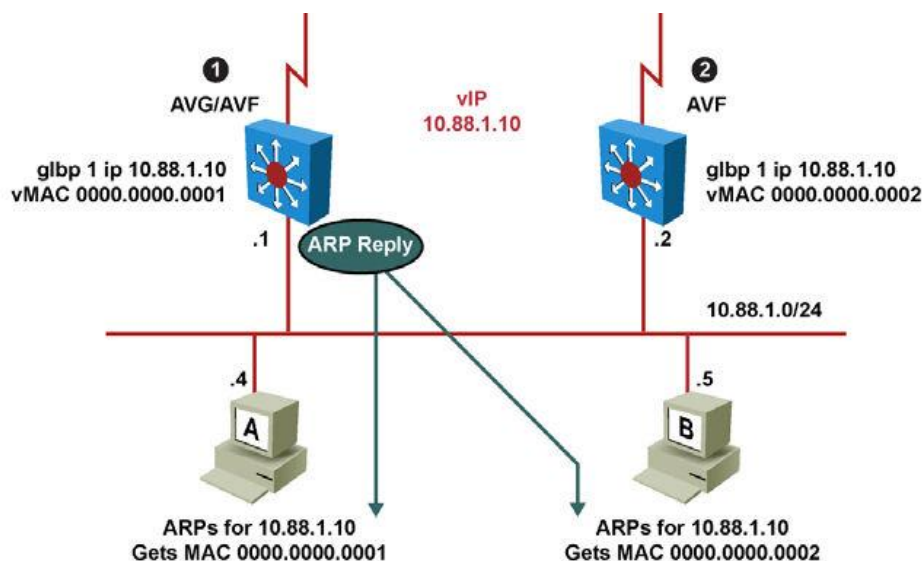 1
AVG/AVF
vIP
10.88.1.10
2
AVF
glbp 1 ip 10.88.1.10
vMAC 0000.0000.0001
glbp 1 ip 10.88.1.10
vMAC 0000.0000.0002
.1
ARP Reply
.2
10.88.1.0/24
.4
.5
A
B
ARPs for 10.88.1.10
Gets MAC 0000.0000.0001
ARPs for 10.88.1.10
Gets MAC 0000.0000.0002